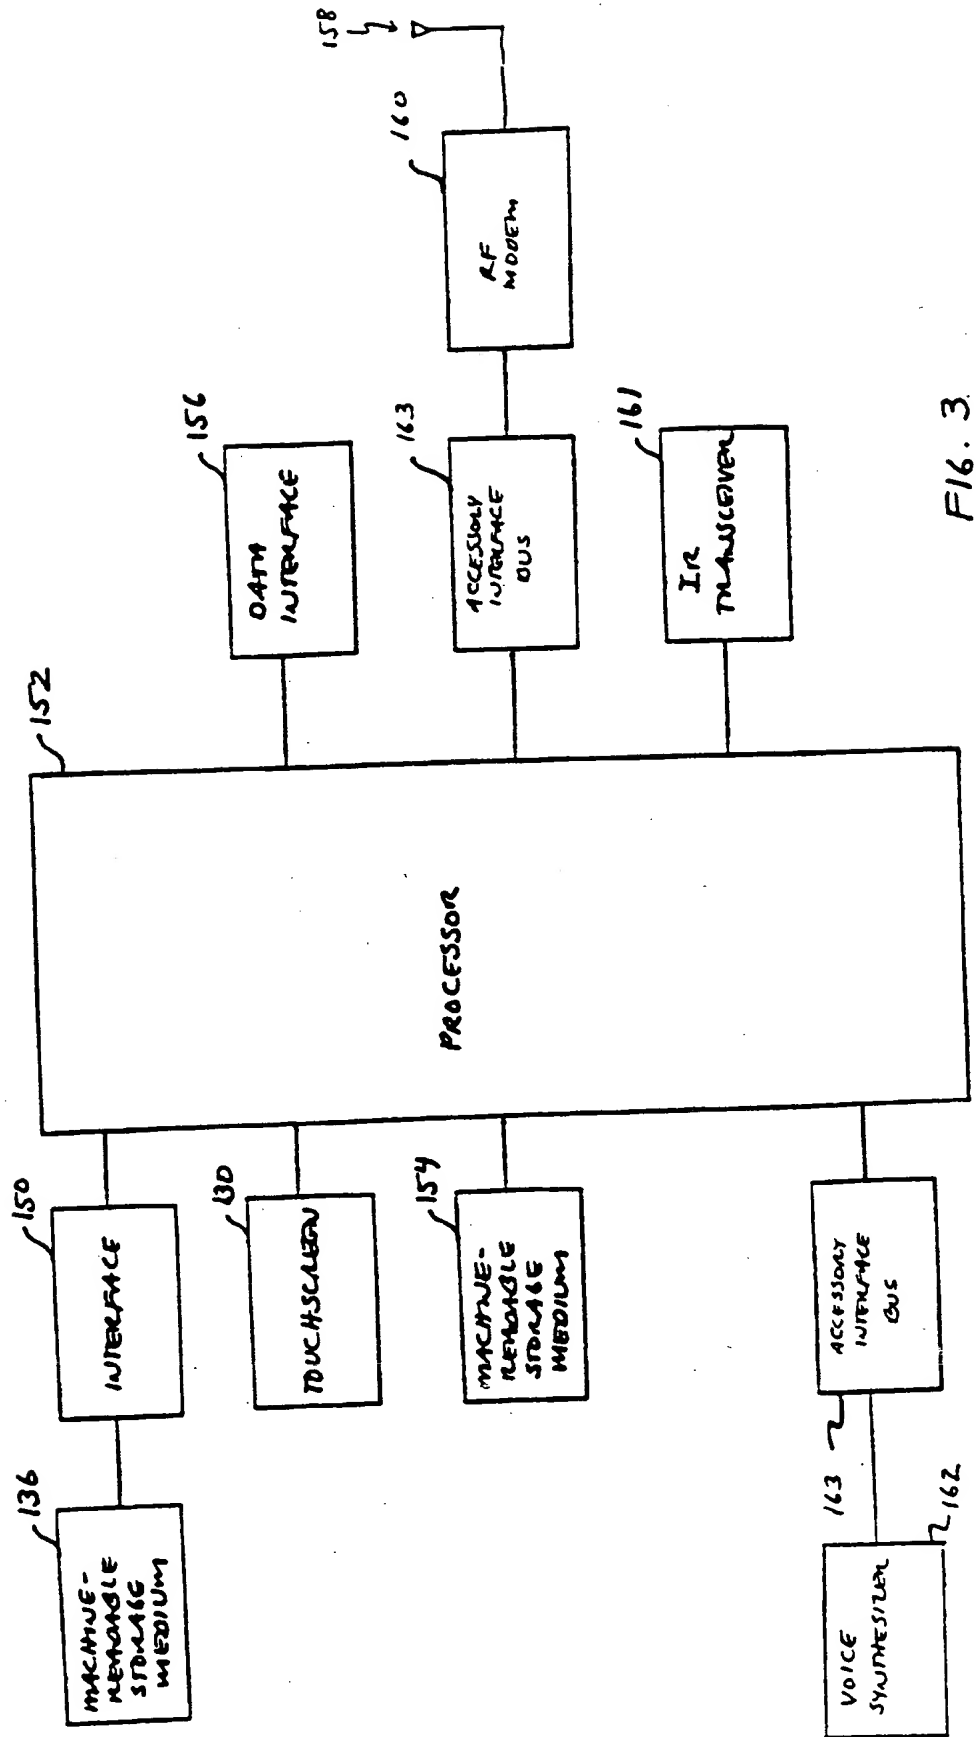 136
MACHINE-
READABLE
STORAGE
MEDIUM
150
INTERFACE
130
TOUCHSCREEN
154
MACHINE-
READABLE
STORAGE
MEDIUM
163
ACCESSORY
INTERFACE
BUS
162
VOICE
SYNTHESIZER
152
PROCESSOR
156
DATA
INTERFACE
163
ACCESSORY
INTERFACE
BUS
161
IR
TRANSCEIVER
160
RF
MODEM
158
FIG. 3